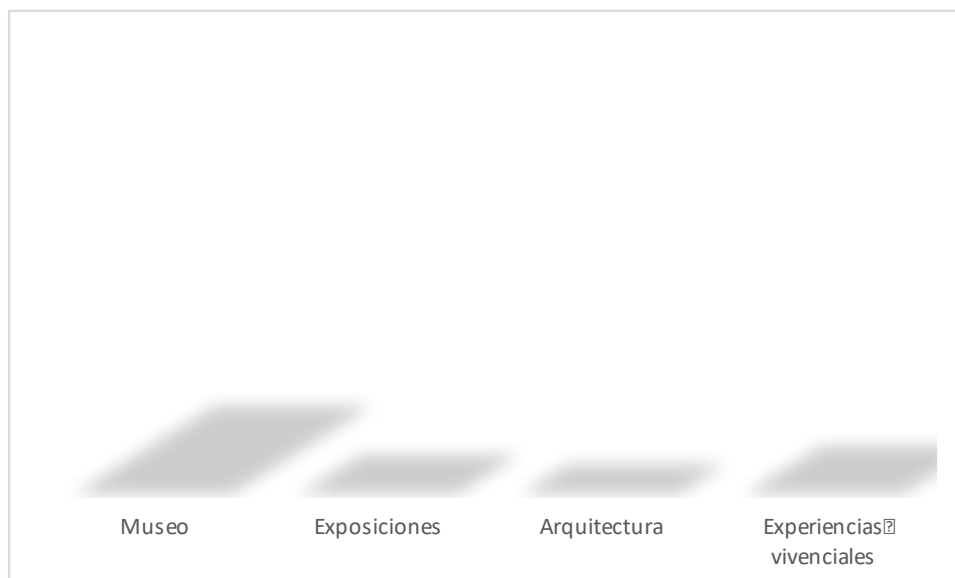 Museo
Exposiciones
Arquitectura
Experiencias
vivenciales